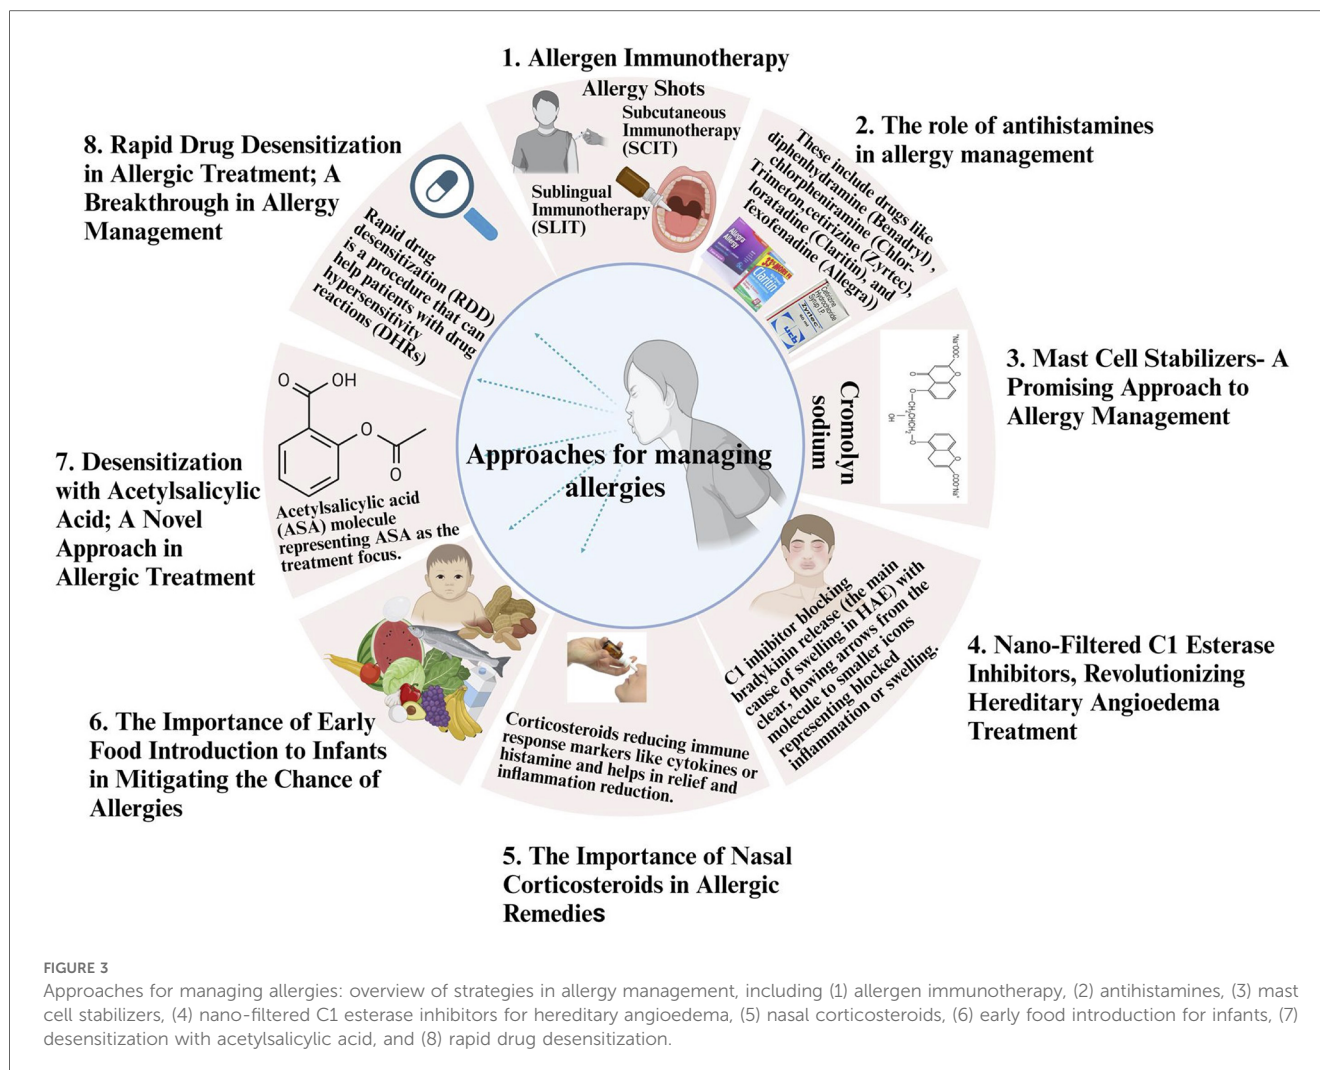 1. Allergen Immunotherapy
Allergy Shots
Subcutaneous
Immunotherapy
(SCIT)
Sublingual
Immunotherapy
(SLIT)
2. The role of antihistamines
in allergy management
These include drugs like
diphenhydramine (Benadryl) ,
chlorpheniramine (Chlor-
Trimeton,cetirizine (Zyrtec),
loratadine (Claritin), and
fexofenadine (Allegra))
Allegra
Allergy
Claritin
Cetirizine
Hydrochloride
Syrup I.P.
Zyrtec
ucb
3. Mast Cell Stabilizers- A
Promising Approach to
Allergy Management
Cromolyn
sodium
4. Nano-Filtered C1 Esterase
Inhibitors, Revolutionizing
Hereditary Angioedema
Treatment
C1 inhibitor blocking
bradykinin release (the main
cause of swelling in HAE) with
clear, flowing arrows from the
molecule to smaller icons
representing blocked
inflammation or swelling.
5. The Importance of Nasal
Corticosteroids in Allergic
Remedies
Corticosteroids reducing immune
response markers like cytokines or
histamine and helps in relief and
inflammation reduction.
6. The Importance of Early
Food Introduction to Infants
in Mitigating the Chance of
Allergies
7. Desensitization
with Acetylsalicylic
Acid; A Novel
Approach in
Allergic Treatment
O
OH
O
O
Acetylsalicylic acid
(ASA) molecule
representing ASA as the
treatment focus.
8. Rapid Drug Desensitization
in Allergic Treatment; A
Breakthrough in Allergy
Management
Rapid drug
desensitization (RDD)
is a procedure that can
help patients with drug
hypersensitivity
reactions (DHRs)
Approaches for managing
allergies
FIGURE 3
Approaches for managing allergies: overview of strategies in allergy management, including (1) allergen immunotherapy, (2) antihistamines, (3) mast
cell stabilizers, (4) nano-filtered C1 esterase inhibitors for hereditary angioedema, (5) nasal corticosteroids, (6) early food introduction for infants, (7)
desensitization with acetylsalicylic acid, and (8) rapid drug desensitization.